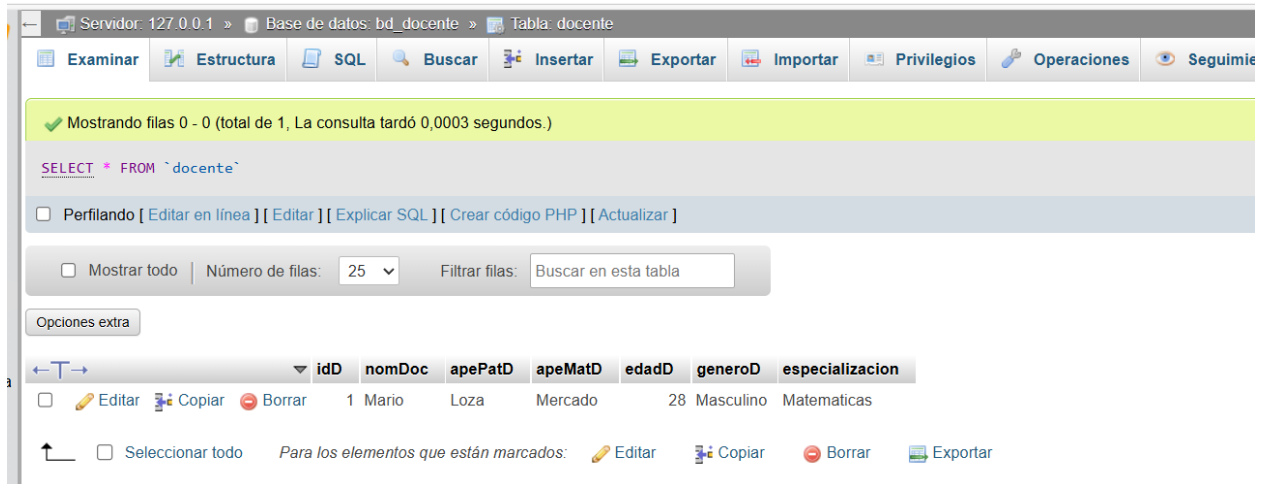 Servidor: 127.0.0.1 » Base de datos: bd_docente » Tabla: docente
Examinar Estructura SQL Buscar Insertar Exportar Importar Privilegios Operaciones Seguimie
Mostrando filas 0 - 0 (total de 1, La consulta tardó 0,0003 segundos.)
SELECT * FROM `docente`
Perfilando [ Editar en línea ] [ Editar ] [ Explicar SQL ] [ Crear código PHP ] [ Actualizar ]
Mostrar todo | Número de filas: 25 Filtrar filas: Buscar en esta tabla
Opciones extra
←T→ idD nomDoc apePatD apeMatD edadD generoD especializacion
Editar Copiar Borrar 1 Mario Loza Mercado 28 Masculino Matematicas
Seleccionar todo Para los elementos que están marcados: Editar Copiar Borrar Exportar